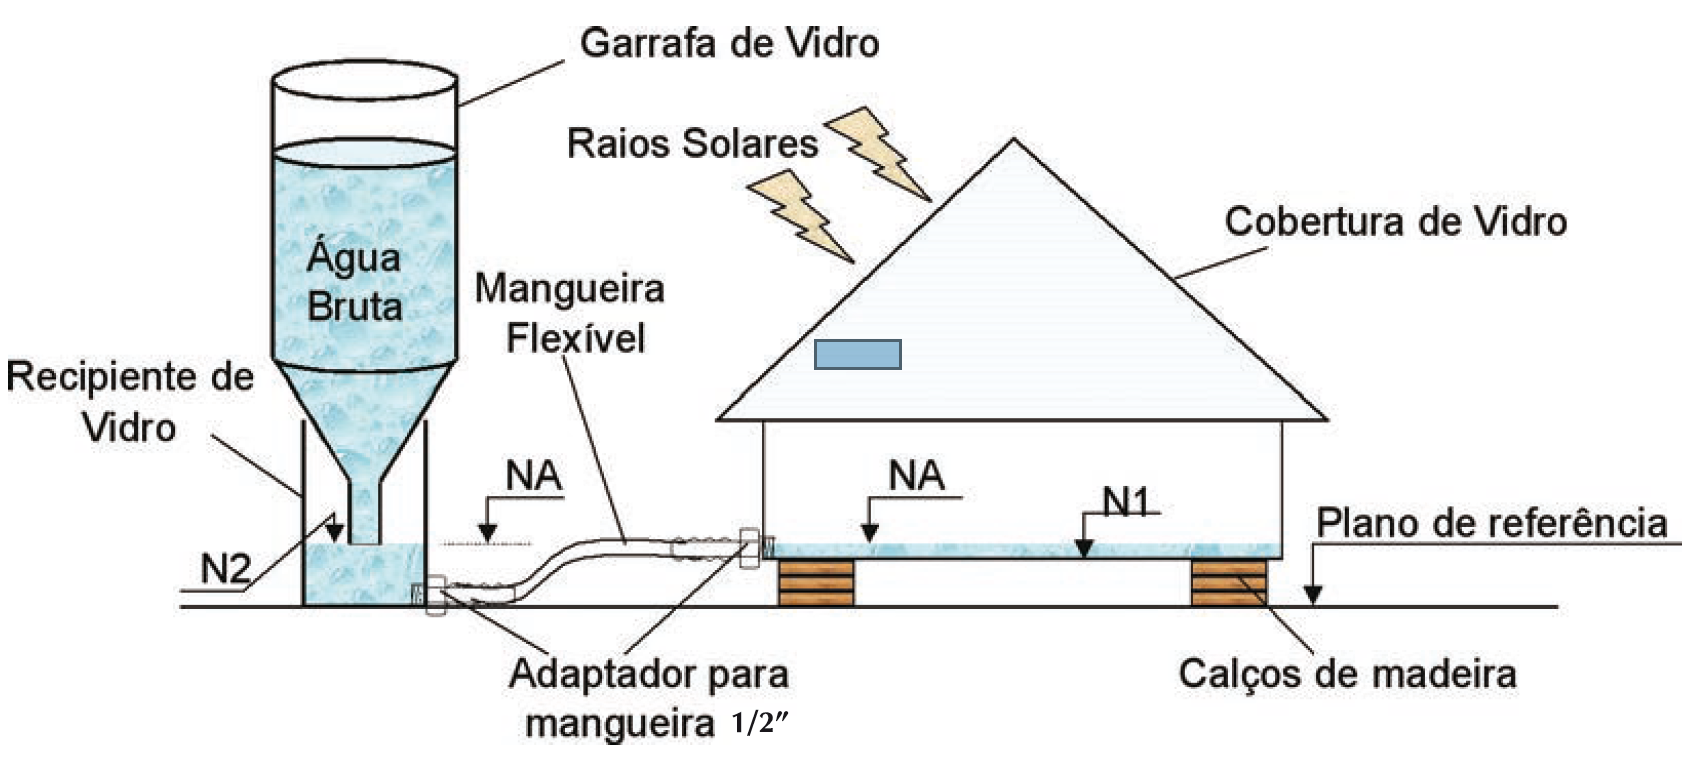 Garrafa de Vidro
Raios Solares
Cobertura de Vidro
Água
Bruta
Mangueira
Flexível
Recipiente de
Vidro
NA
NA
N1
Plano de referência
N2
Adaptador para
mangueira 1/2″
Calços de madeira